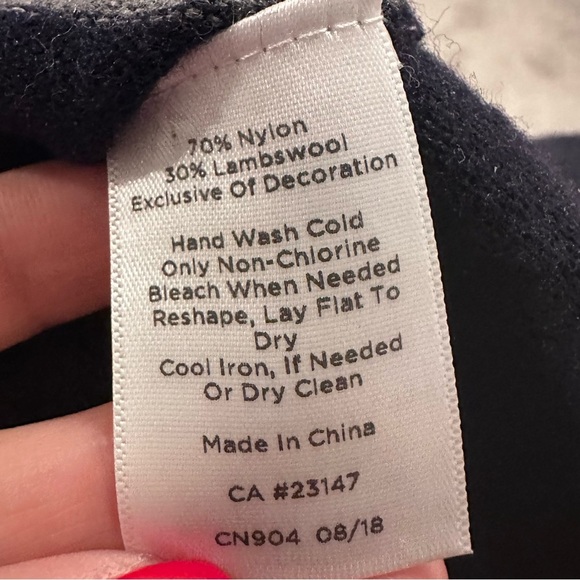 70% Nylon
30% Lambswool
Exclusive Of Decoration
Hand Wash Cold
Only Non-Chlorine
Bleach When Needed
Reshape, Lay Flat To
Dry
Cool Iron, If Needed
Or Dry Clean
Made In China
CA #23147
CN904 08/18